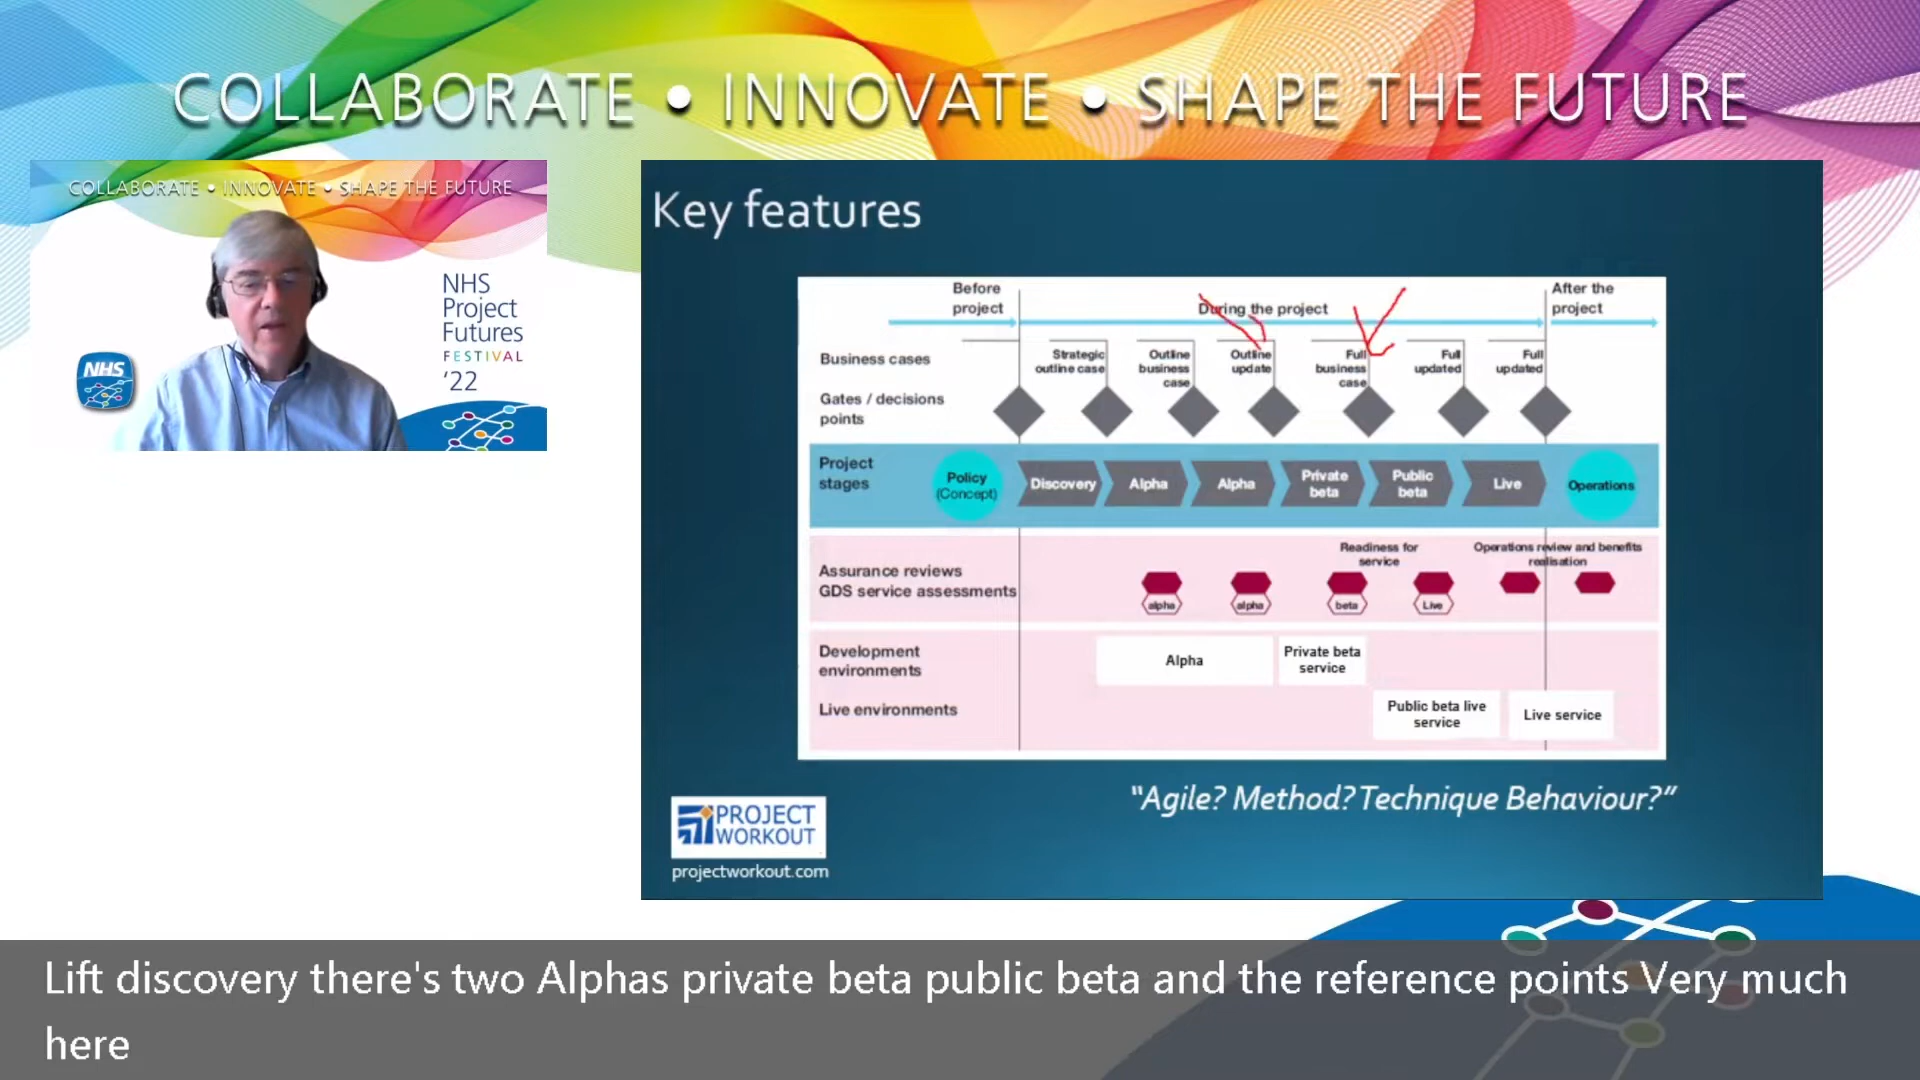 COLLABORATE • INNOVATE • SHAPE THE FUTURE
COLLABORATE • INNOVATE • SHAPE THE FUTURE
NHS
Project
Futures
FESTIVAL
'22
NHS
Key features
Before
project
During the project
After the
project
Business cases
Strategic
outline case
Outline
business
case
Outline
update
Full
business
case
Full
updated
Full
updated
Gates / decisions
points
Project
stages
Policy
(Concept)
Discovery
Alpha
Alpha
Private
beta
Public
beta
Live
Operations
Readiness for
service
Operations review and benefits
realisation
Assurance reviews
GDS service assessments
alpha
alpha
beta
Live
Development
environments
Alpha
Private beta
service
Live environments
Public beta live
service
Live service
"Agile? Method? Technique Behaviour?"
PROJECT
WORKOUT
projectworkout.com
Lift discovery there's two Alphas private beta public beta and the reference points Very much
here